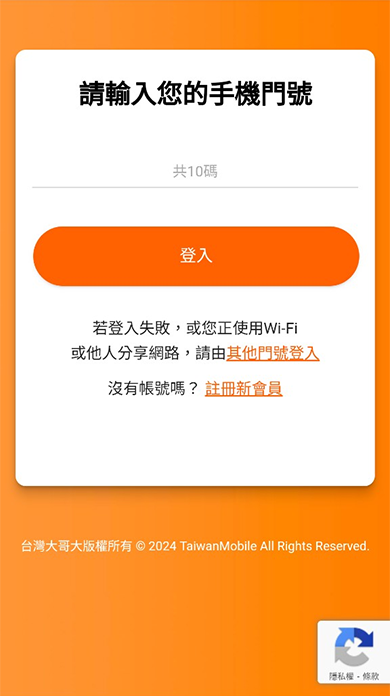 請輸入您的手機門號
共10碼
登入
若登入失敗，或您正使用Wi-Fi
或他人分享網路，請由其他門號登入
沒有帳號嗎？ 註冊新會員
台灣大哥大版權所有 © 2024 TaiwanMobile All Rights Reserved.
隱私權 - 條款